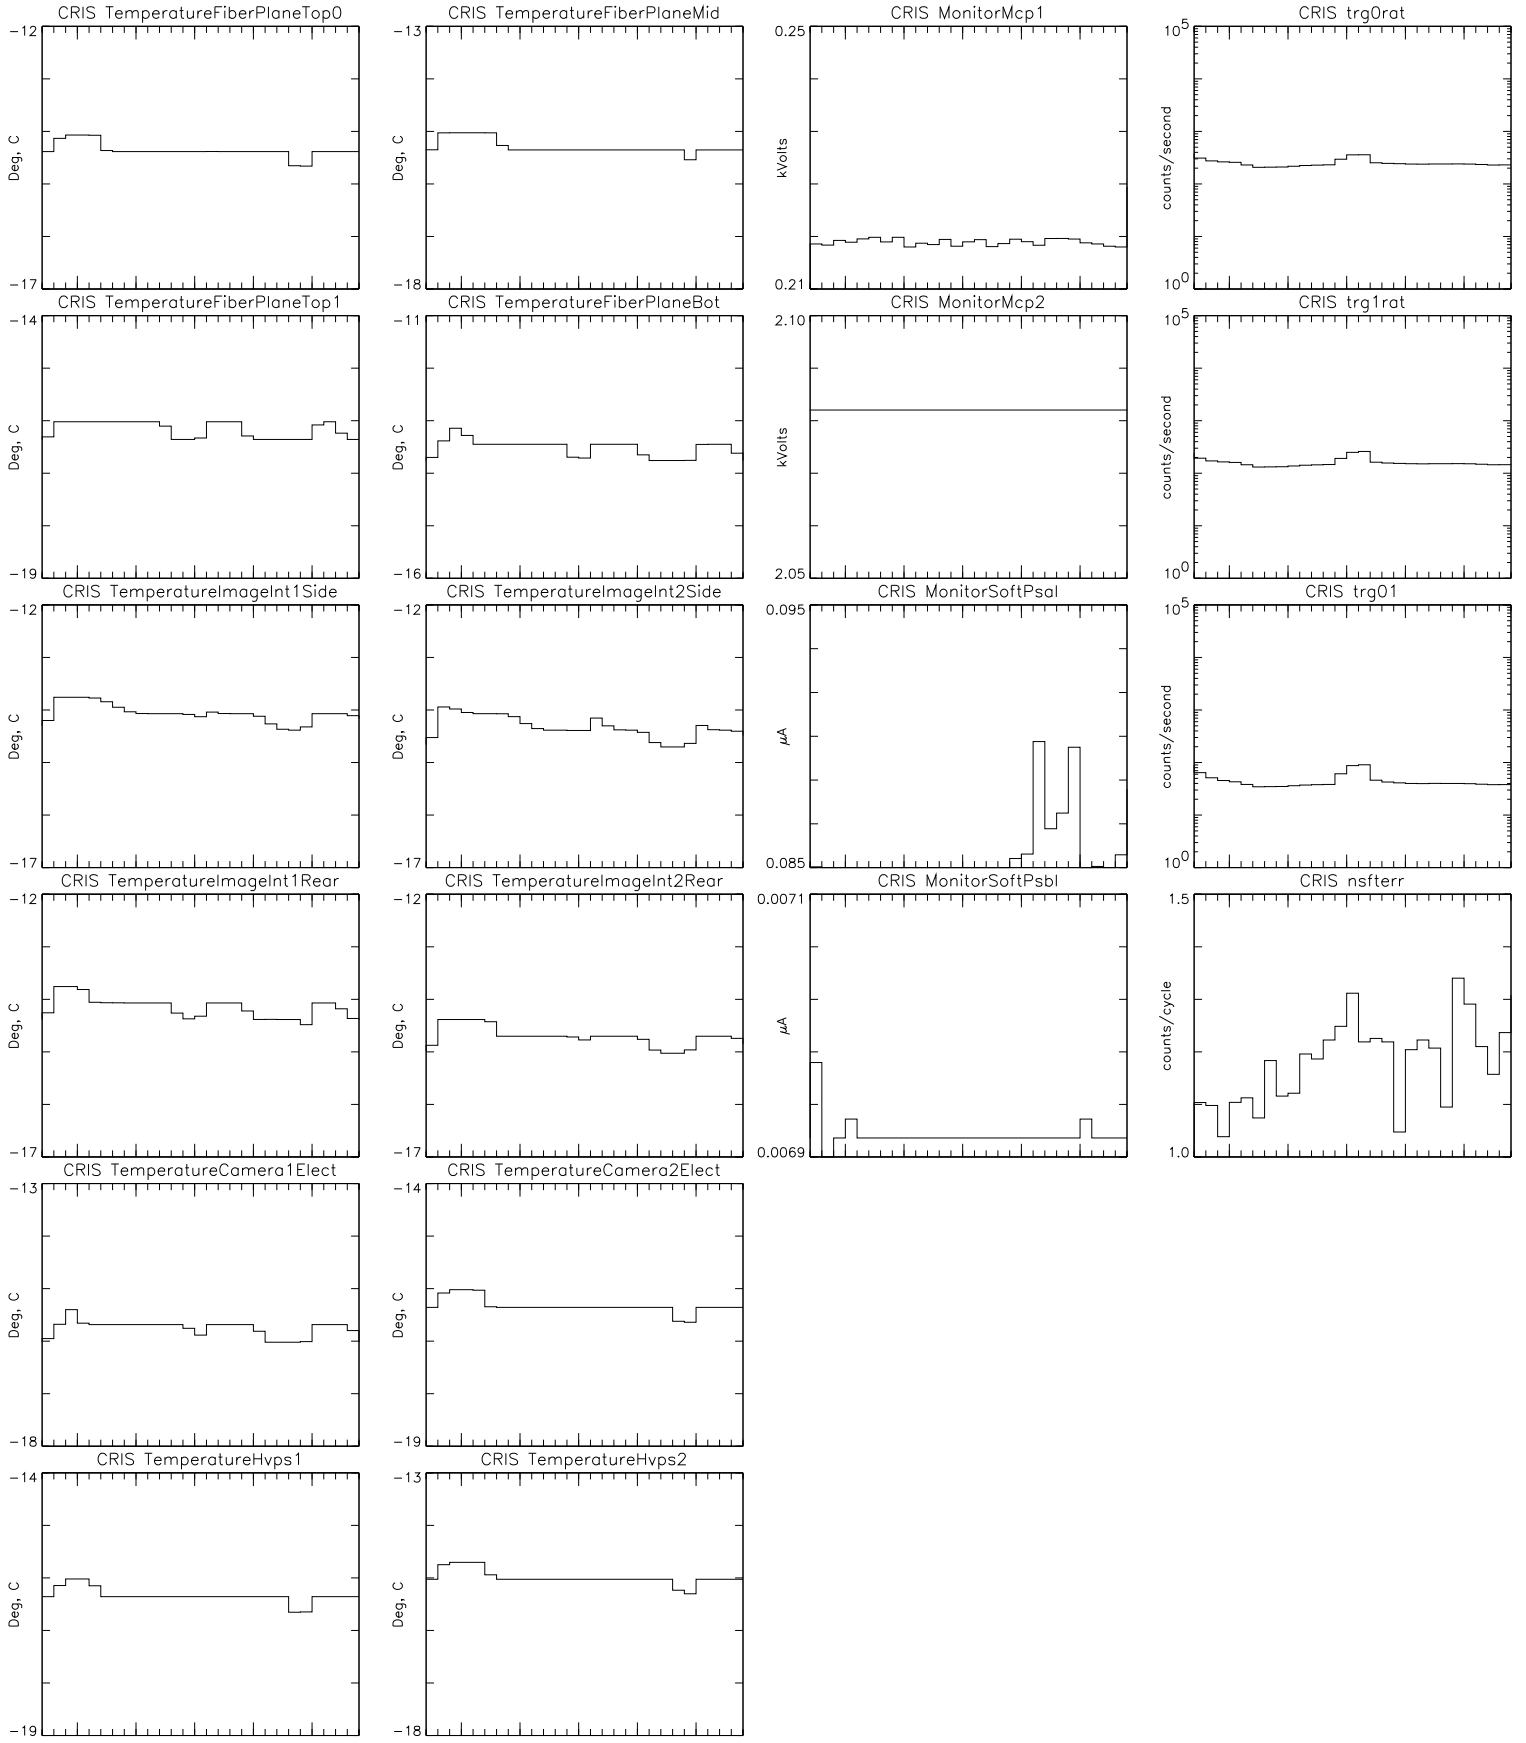 CRIS TemperatureFiberPlaneTop0
-12
Deg, C
-17
CRIS TemperatureFiberPlaneMid
-13
Deg, C
-18
CRIS MonitorMcp1
0.25
kVolts
0.21
CRIS trg0rat
10^5
counts/second
10^0
CRIS TemperatureFiberPlaneTop1
-14
Deg, C
-19
CRIS TemperatureFiberPlaneBot
-11
Deg, C
-16
CRIS MonitorMcp2
2.10
kVolts
2.05
CRIS trg1rat
10^5
counts/second
10^0
CRIS TemperatureImageInt1Side
-12
Deg, C
-17
CRIS TemperatureImageInt2Side
-12
Deg, C
-17
CRIS MonitorSoftPsaI
0.095
μA
0.085
CRIS trg01
10^5
counts/second
10^0
CRIS TemperatureImageInt1Rear
-12
Deg, C
-17
CRIS TemperatureImageInt2Rear
-12
Deg, C
-17
CRIS MonitorSoftPsbI
0.0071
μA
0.0069
CRIS nsfterr
1.5
counts/cycle
1.0
CRIS TemperatureCamera1Elect
-13
Deg, C
-18
CRIS TemperatureCamera2Elect
-14
Deg, C
-19
CRIS TemperatureHvps1
-14
Deg, C
-19
CRIS TemperatureHvps2
-13
Deg, C
-18